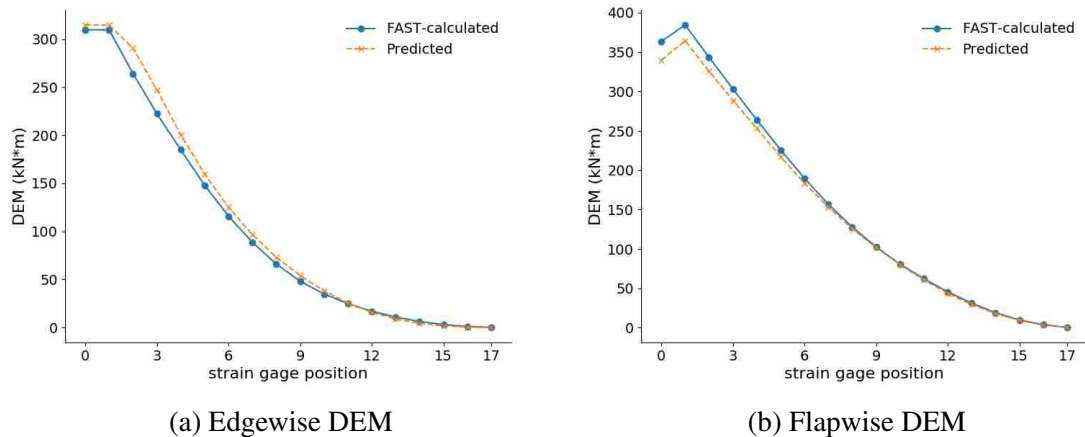 FAST-calculated
Predicted
DEM (kN*m)
300
250
200
150
100
50
0
0 3 6 9 12 15 17
strain gage position
(a) Edgewise DEM
FAST-calculated
Predicted
DEM (kN*m)
400
350
300
250
200
150
100
50
0
0 3 6 9 12 15 17
strain gage position
(b) Flapwise DEM